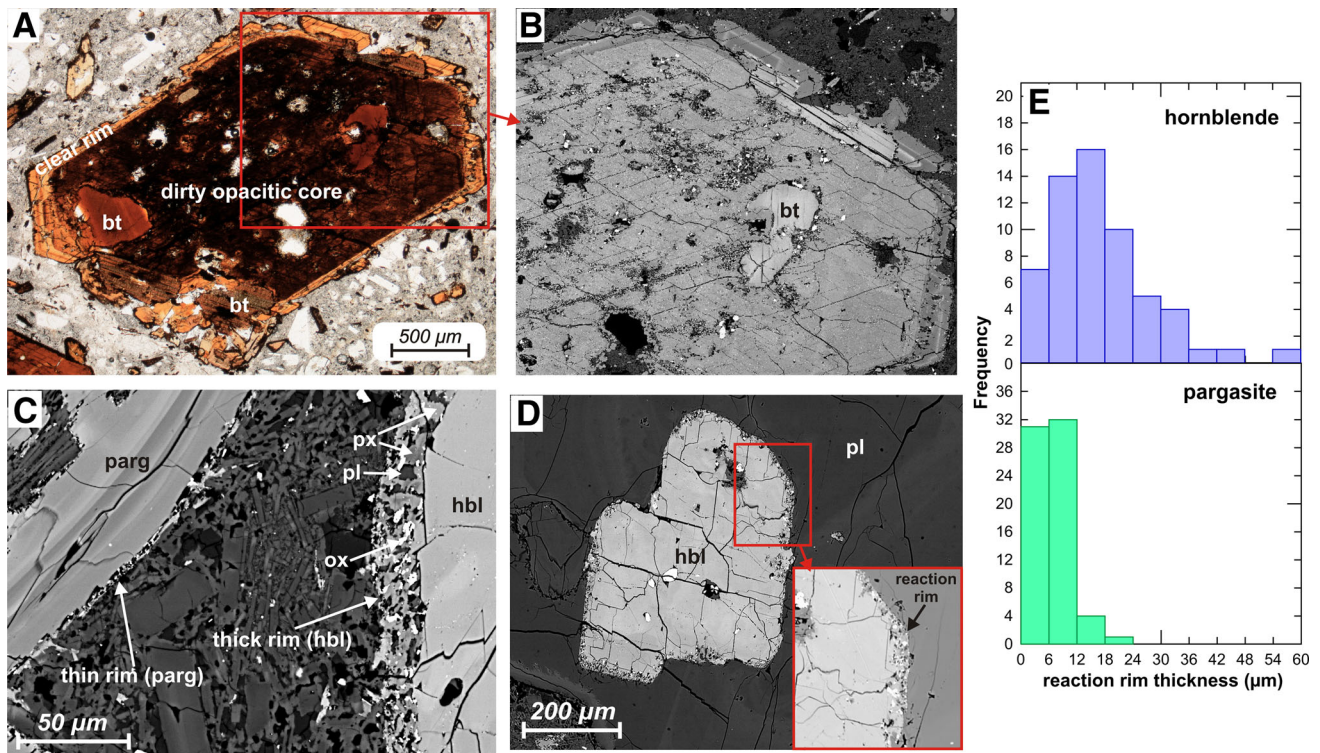 A
clear rim
dirty opacitic core
bt
bt
500 µm
B
bt
C
parg
px
pl
hbl
ox
thick rim (hbl)
thin rim (parg)
50 µm
D
pl
hbl
reaction
rim
200 µm
E
hornblende
20
18
16
14
12
10
8
6
4
2
0
Frequency
pargasite
36
32
28
24
20
16
12
8
4
0
0 6 12 18 24 30 36 42 48 54 60
reaction rim thickness (µm)